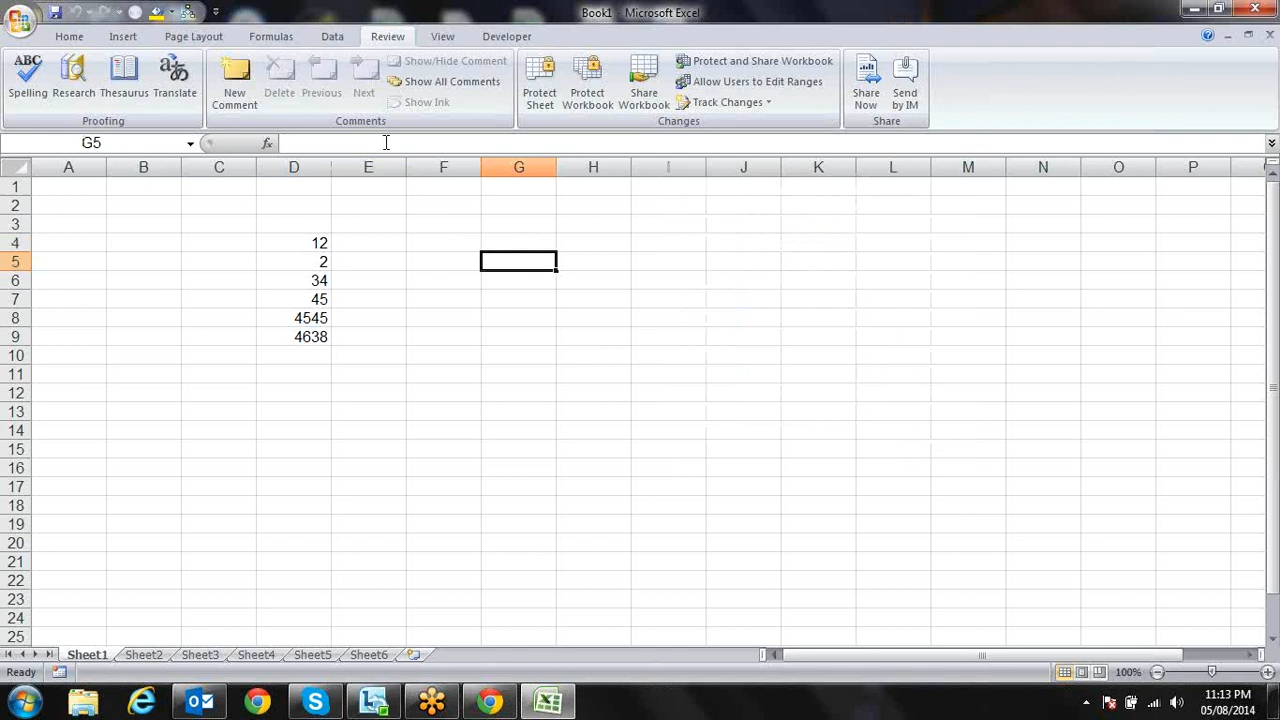 Book1 - Microsoft Excel
Home Insert Page Layout Formulas Data Review View Developer
ABC
Spelling Research Thesaurus Translate
Proofing
New Comment Delete Previous Next
Show/Hide Comment
Show All Comments
Show Ink
Comments
Protect Sheet Protect Workbook Share Workbook
Protect and Share Workbook
Allow Users to Edit Ranges
Track Changes
Changes
Share Now Send by IM
Share
G5 fx
A B C D E F G H I J K L M N O P
1
2
3
4 12
5 2
6 34
7 45
8 4545
9 4638
10
11
12
13
14
15
16
17
18
19
20
21
22
23
24
25
Sheet1 Sheet2 Sheet3 Sheet4 Sheet5 Sheet6
Ready 100%
11:13 PM
05/08/2014